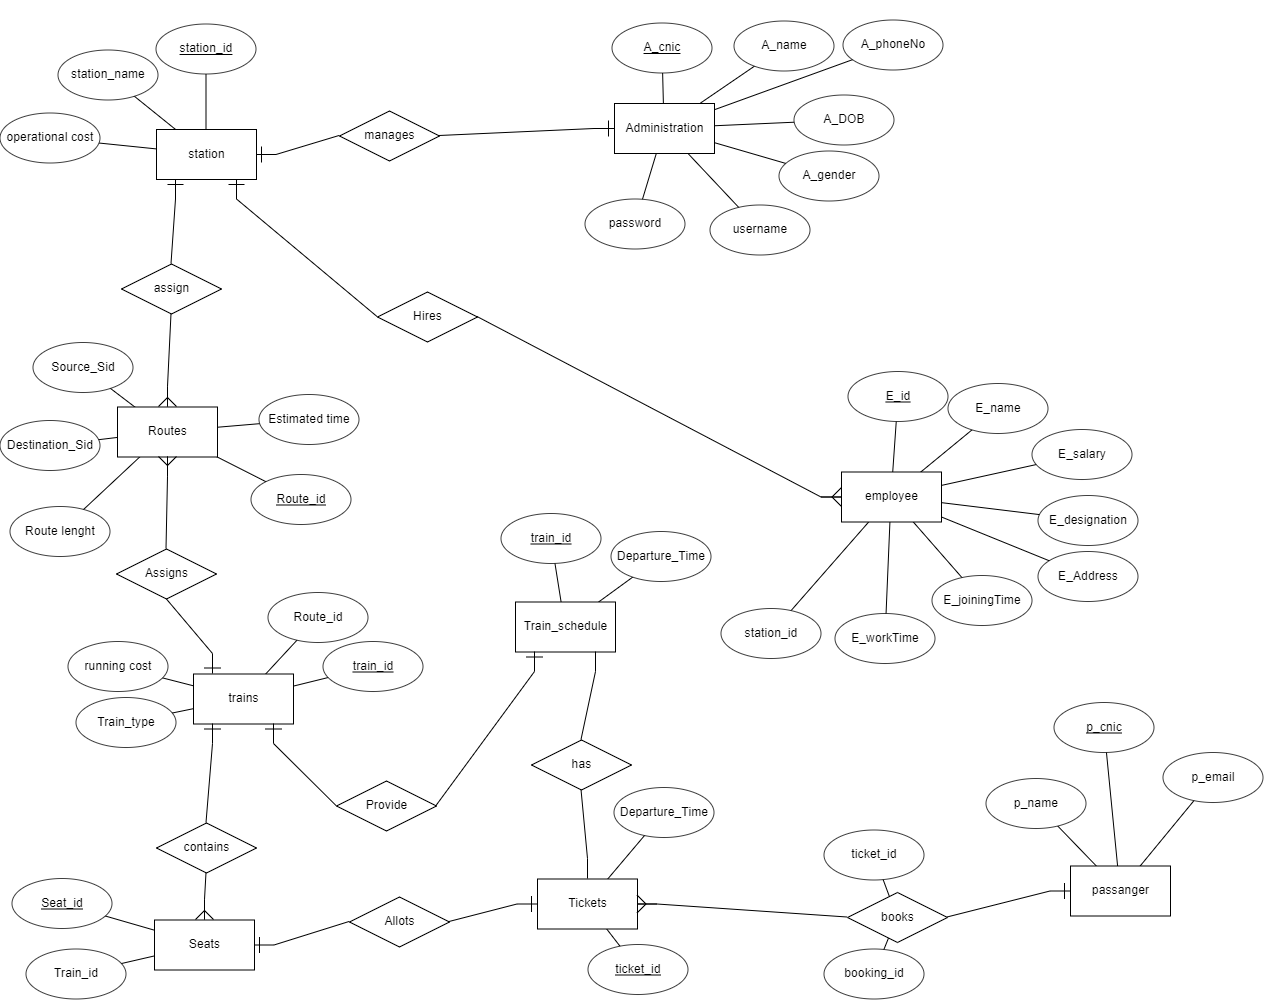 station_id
station_name
operational cost
station
manages
A_cnic
A_name
A_phoneNo
Administration
A_DOB
A_gender
password
username
assign
Hires
Source_Sid
Destination_Sid
Routes
Estimated time
Route_id
Route lenght
E_id
E_name
E_salary
employee
E_designation
E_Address
E_joiningTime
E_workTime
station_id
Assigns
train_id
Departure_Time
Train_schedule
Route_id
running cost
train_id
trains
Train_type
has
Provide
p_cnic
p_email
p_name
passanger
contains
Departure_Time
ticket_id
Seat_id
Allots
Tickets
books
Seats
Train_id
ticket_id
booking_id